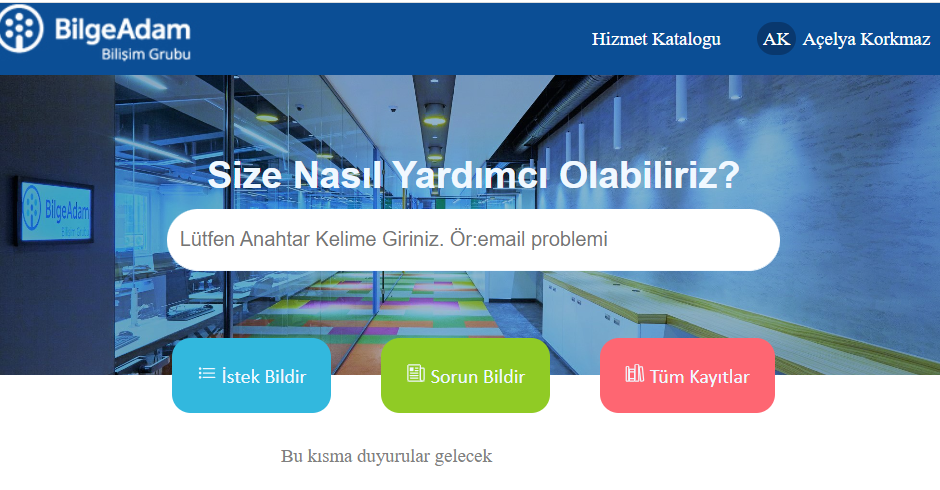 BilgeAdam
Bilişim Grubu
Hizmet Katalogu
AK Açelya Korkmaz
Size Nasıl Yardımcı Olabiliriz?
BilgeAdam
Bilişim Grubu
Lütfen Anahtar Kelime Giriniz. Ör:email problemi
İstek Bildir
Sorun Bildir
Tüm Kayıtlar
Bu kısma duyurular gelecek